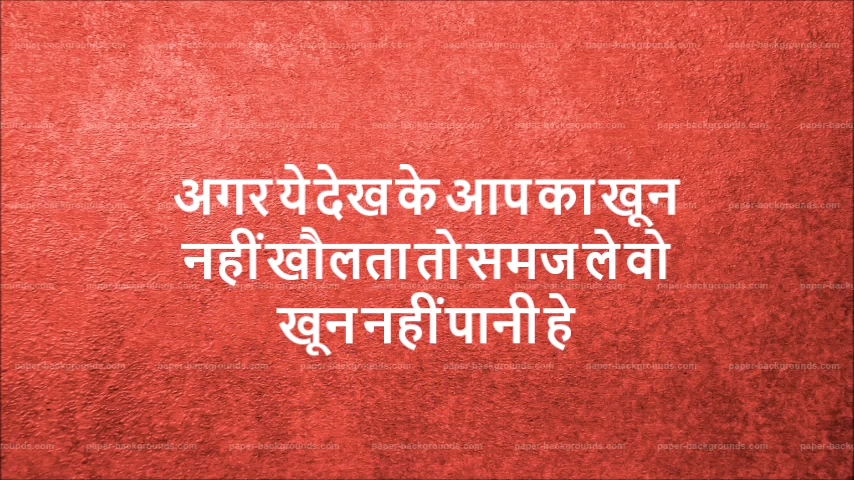 अगर ये देख के आप का खून
नहीं खौलता तो समज ले वो
खून नहीं पानी हे